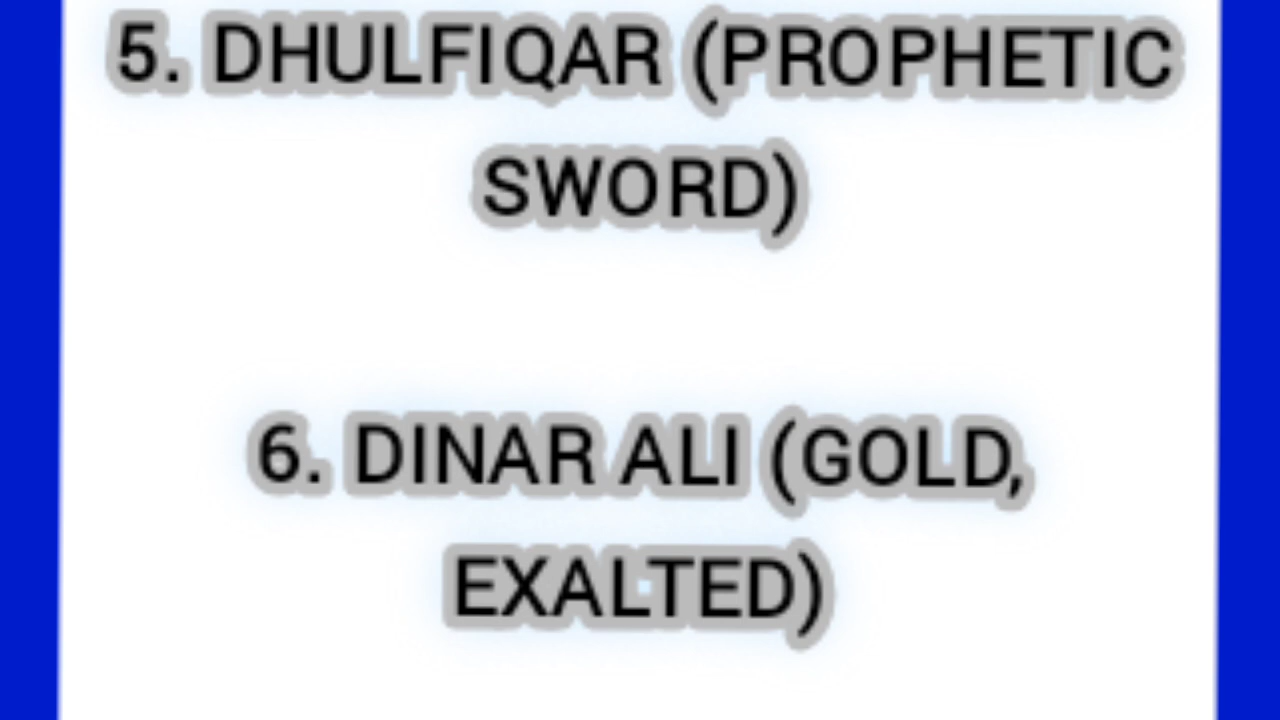 5. DHULFIQAR (PROPHETIC
SWORD)
6. DINAR ALI (GOLD,
EXALTED)